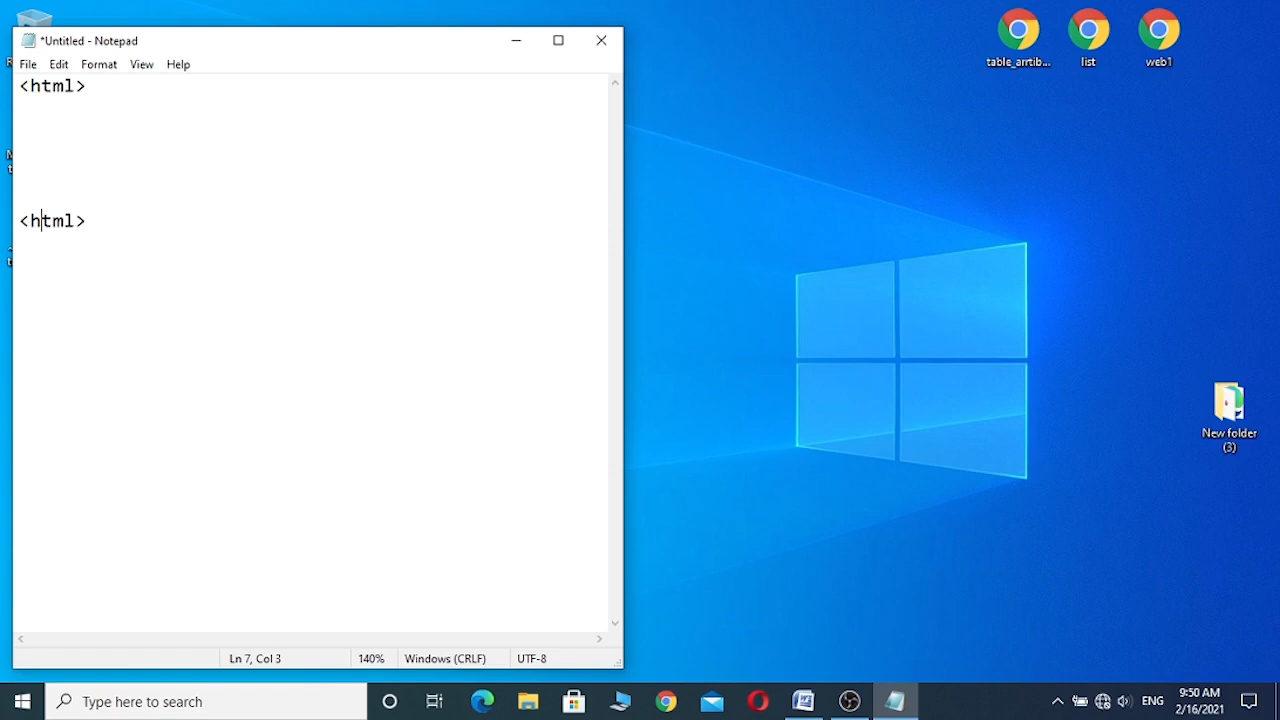 *Untitled - Notepad
File Edit Format View Help
<html>
<html>
Ln 7, Col 3 140% Windows (CRLF) UTF-8
table_arrtib... list web1
New folder
(3)
Type here to search
ENG 9:50 AM
2/16/2021